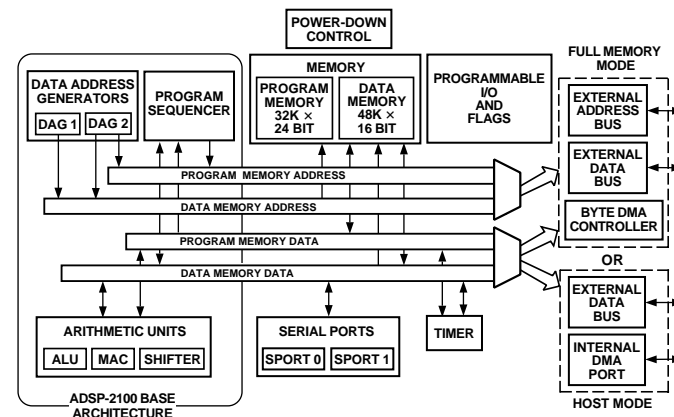 POWER-DOWN
CONTROL
FULL MEMORY
MODE
DATA ADDRESS
GENERATORS
DAG 1
DAG 2
PROGRAM
SEQUENCER
MEMORY
PROGRAM
MEMORY
32K ×
24 BIT
DATA
MEMORY
48K ×
16 BIT
PROGRAMMABLE
I/O
AND
FLAGS
EXTERNAL
ADDRESS
BUS
EXTERNAL
DATA
BUS
BYTE DMA
CONTROLLER
OR
PROGRAM MEMORY ADDRESS
DATA MEMORY ADDRESS
PROGRAM MEMORY DATA
DATA MEMORY DATA
ARITHMETIC UNITS
ALU
MAC
SHIFTER
SERIAL PORTS
SPORT 0
SPORT 1
TIMER
EXTERNAL
DATA
BUS
INTERNAL
DMA
PORT
HOST MODE
ADSP-2100 BASE
ARCHITECTURE